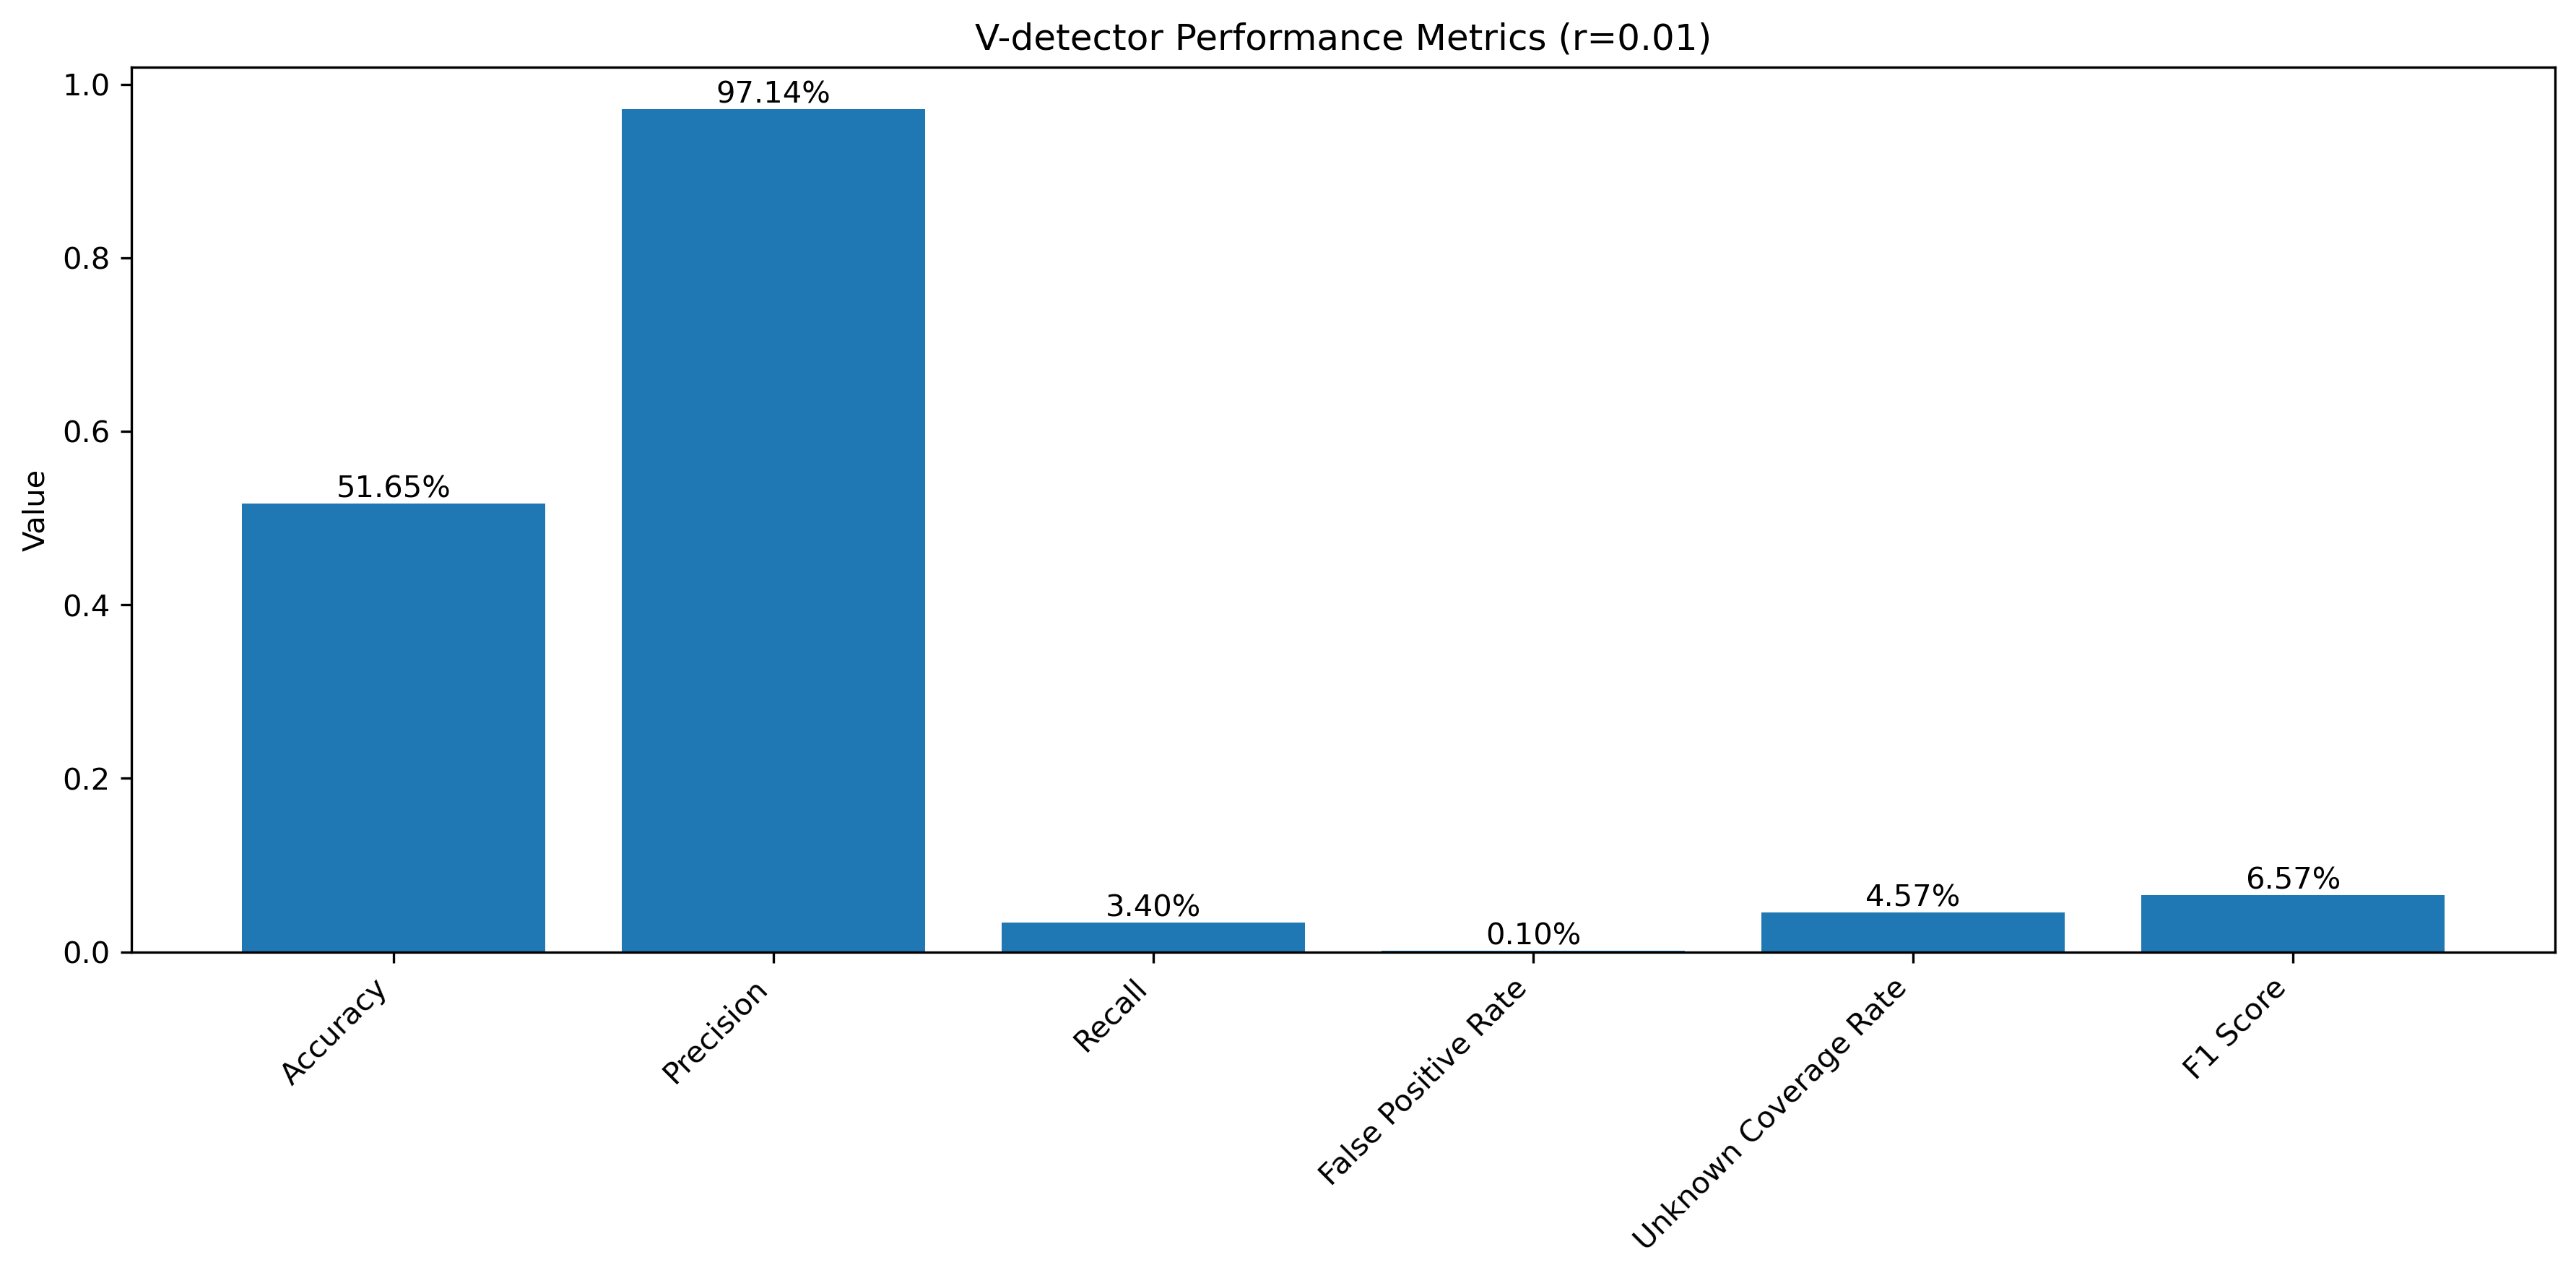 V-detector Performance Metrics (r=0.01)
1.0
0.8
0.6
0.4
0.2
0.0
Value
51.65%
97.14%
3.40%
0.10%
4.57%
6.57%
Accuracy
Precision
Recall
False Positive Rate
Unknown Coverage Rate
F1 Score